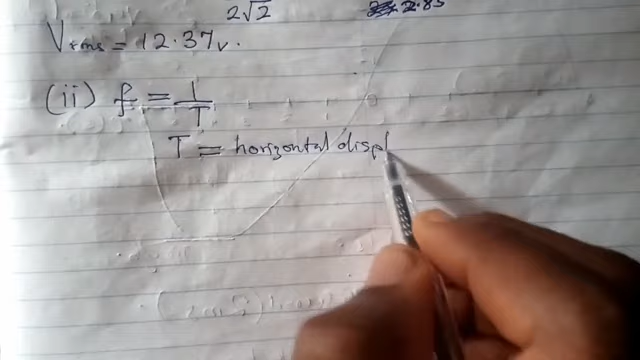 2√2
2.83
Vrms = 12.37v.
(ii) f = 1/T
T = horizontal displ